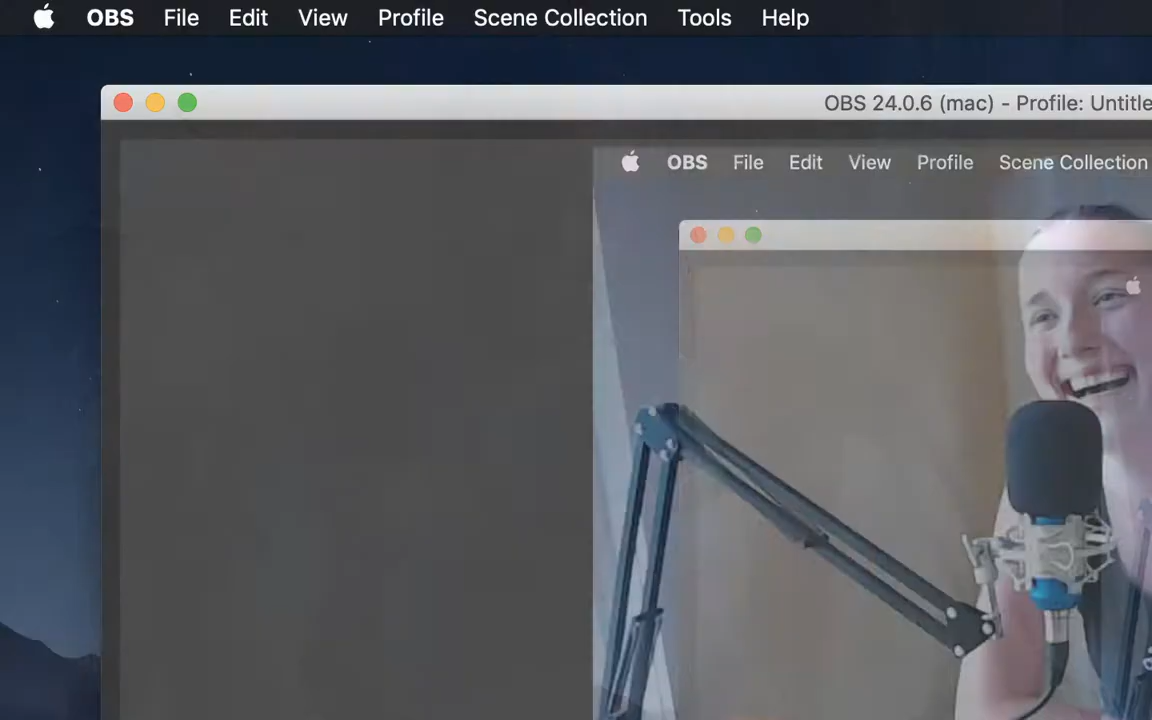 OBS File Edit View Profile Scene Collection Tools Help
OBS 24.0.6 (mac) - Profile: Untitle
OBS File Edit View Profile Scene Collection